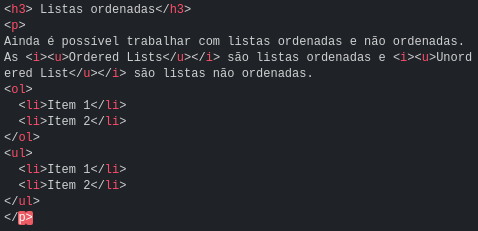 <h3> Listas ordenadas</h3>
<p>
Ainda é possível trabalhar com listas ordenadas e não ordenadas.
As <i><u>Ordered Lists</u></i> são listas ordenadas e <i><u>Unord
ered List</u></i> são listas não ordenadas.
<ol>
  <li>Item 1</li>
  <li>Item 2</li>
</ol>
<ul>
  <li>Item 1</li>
  <li>Item 2</li>
</ul>
</p>